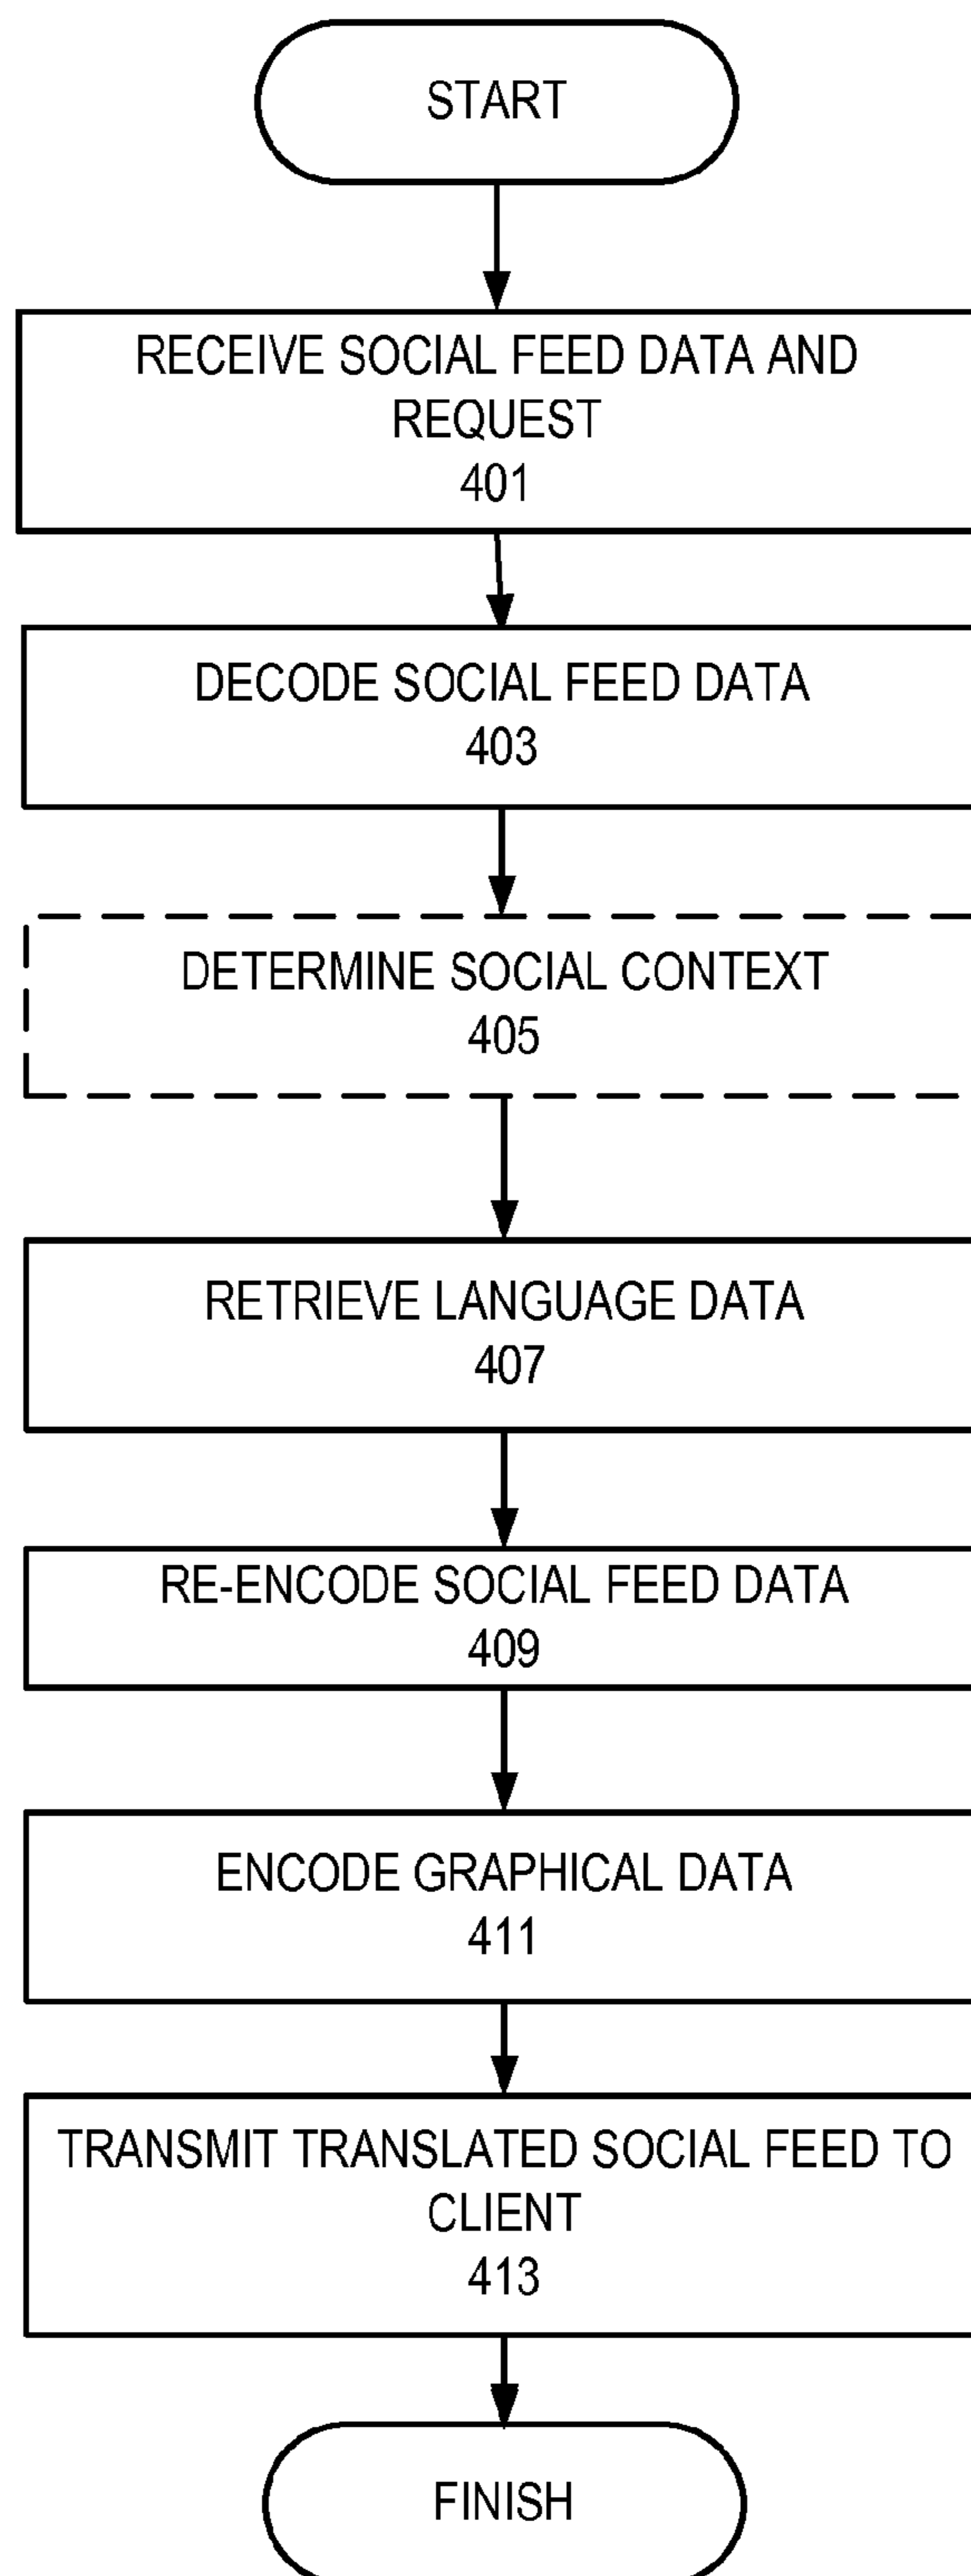 START
RECEIVE SOCIAL FEED DATA AND
REQUEST
401
DECODE SOCIAL FEED DATA
403
DETERMINE SOCIAL CONTEXT
405
RETRIEVE LANGUAGE DATA
407
RE-ENCODE SOCIAL FEED DATA
409
ENCODE GRAPHICAL DATA
411
TRANSMIT TRANSLATED SOCIAL FEED TO
CLIENT
413
FINISH